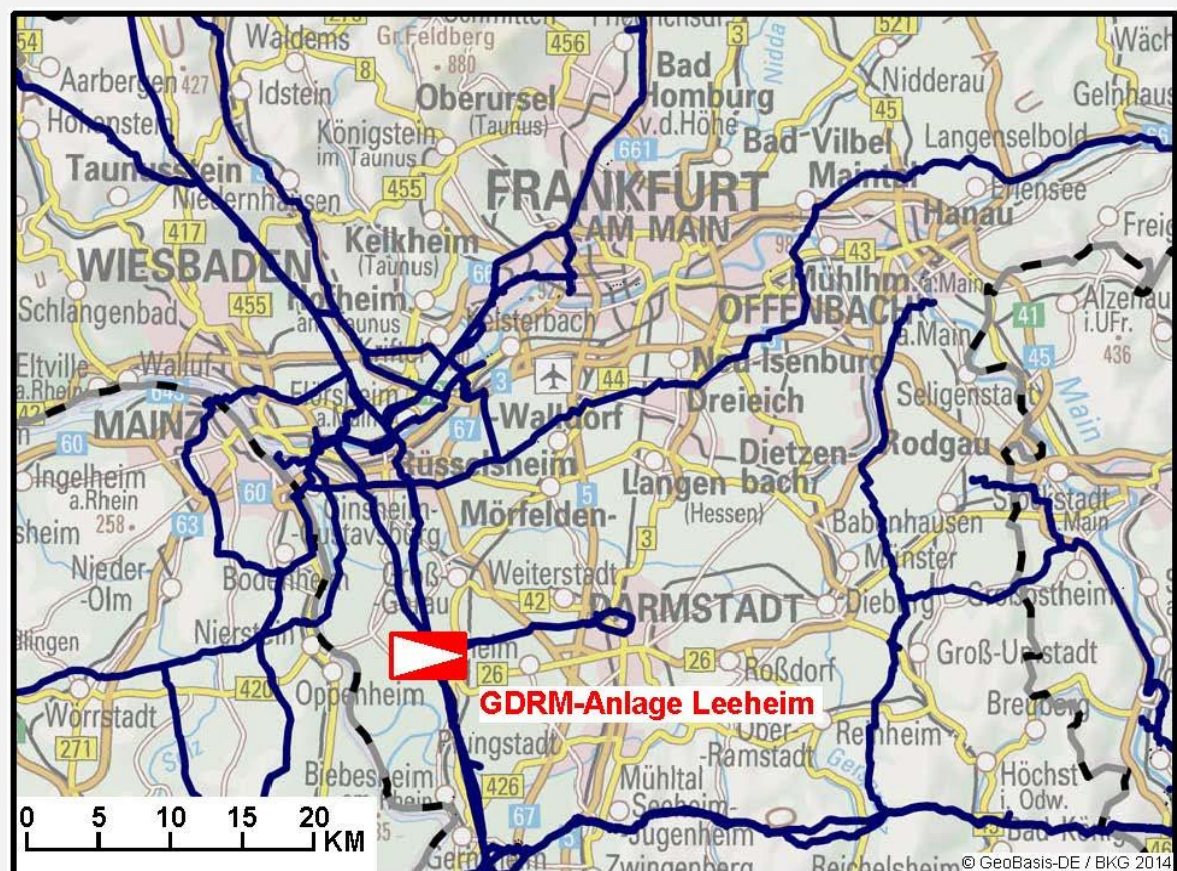 54
Waldems
Gr.Feldberg
880
456
3
Nidda
521
Aarbergen
427
Idstein
8
Oberursel
(Taunus)
Bad
Homburg
v.d.Höhe
Nidderau
45
Königstein
im Taunus
661
Bad-Vilbel
Langenselbold
66
Taunusstein
Niedernhausen
455
FRANKFURT
AM MAIN
Maintal
Erlensee
Hanau
417
Kelkheim
(Taunus)
43
WIESBADEN
Schlangenbad
455
Hofheim
am Taunus
Kelsterbach
Mühlhm.
a.Main
OFFENBACH
a.Main
41
Alzenau
i.UFr.
436
45
Eltville
a.Rhein
Walluf
Krifte
Flörsheim
a.Main
3
44
Neu-Isenburg
Seligenstadt
Main
MAINZ
-Walldorf
67
Dreieich
60
Ingelheim
a.Rhein
258
60
63
Rüsselsheim
Dietzen-
bach
Rodgau
Langen
(Hessen)
5
Mörfelden-
Babenhausen
Main
Nieder-
-Olm
-Gustavsburg
3
Münster
Groß-
-Gerau
Weiterstadt
42
DARMSTADT
Dieburg
Großostheim
Nierstein
26
26
Roßdorf
Groß-Umstadt
420
Oppenheim
GDRM-Anlage Leeheim
Wörrstadt
271
Pfungstadt
Ober-
-Ramstadt
Breuberg
Biebesheim
426
Mühltal
Höchst
i. Odw.
0 5 10 15 20
KM
67
Seeheim-
-Jugenheim
Zwingenberg
Reichelsheim
Bad-König
© GeoBasis-DE / BKG 2014